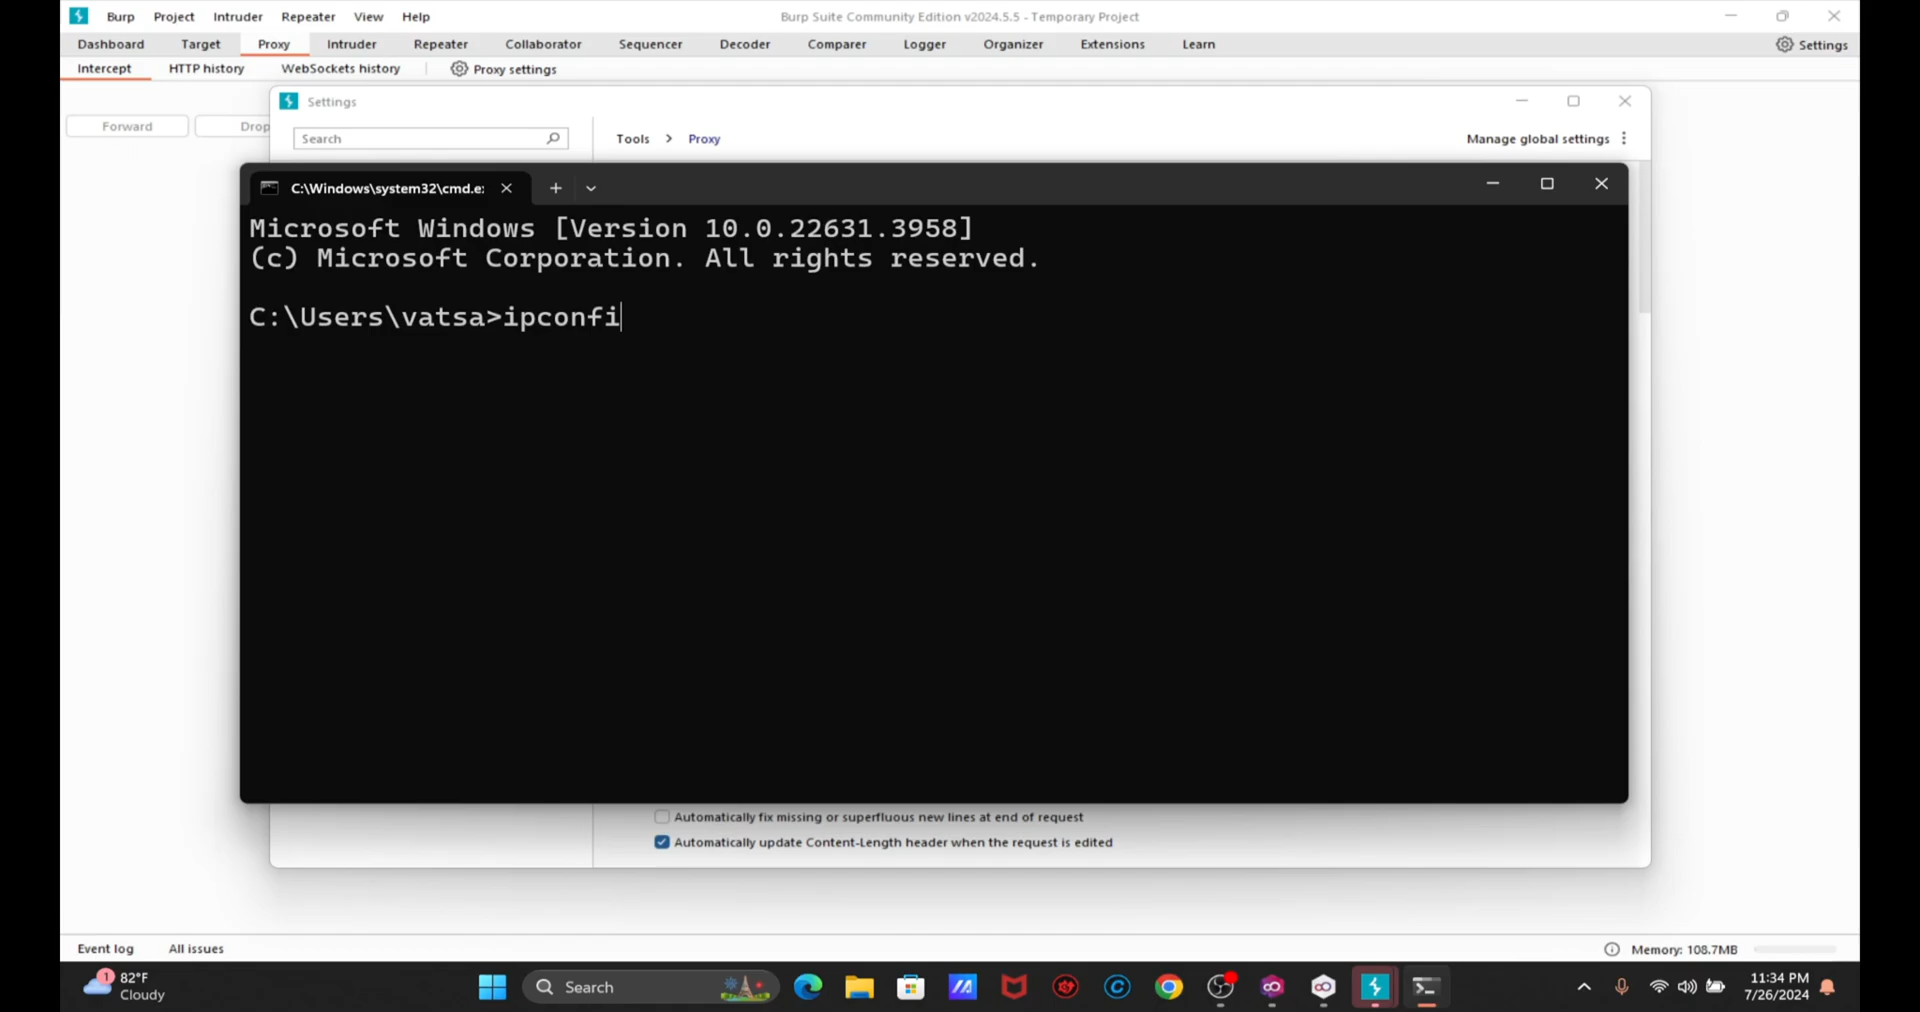 Burp Project Intruder Repeater View Help Burp Suite Community Edition v2024.5.5 - Temporary Project
Dashboard Target Proxy Intruder Repeater Collaborator Sequencer Decoder Comparer Logger Organizer Extensions Learn Settings
Intercept HTTP history WebSockets history Proxy settings
Settings
Forward Drop
Search Tools > Proxy Manage global settings
C:\Windows\system32\cmd.e:
Microsoft Windows [Version 10.0.22631.3958]
(c) Microsoft Corporation. All rights reserved.
C:\Users\vatsa>ipconfi
Automatically fix missing or superfluous new lines at end of request
Automatically update Content-Length header when the request is edited
Event log All issues Memory: 108.7MB
1 82°F Search 11:34 PM
Cloudy 7/26/2024